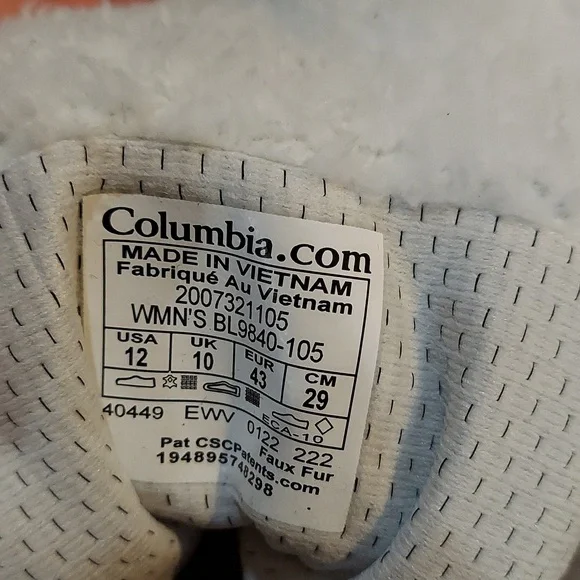 Columbia.com
MADE IN VIETNAM
Fabriqué Au Vietnam
2007321105
WMN'S BL9840-105
USA UK EUR CM
12 10 43 29
40449 EWV 0122 ECA-10 222
Faux Fur
Pat CSCPatents.com
194895748298